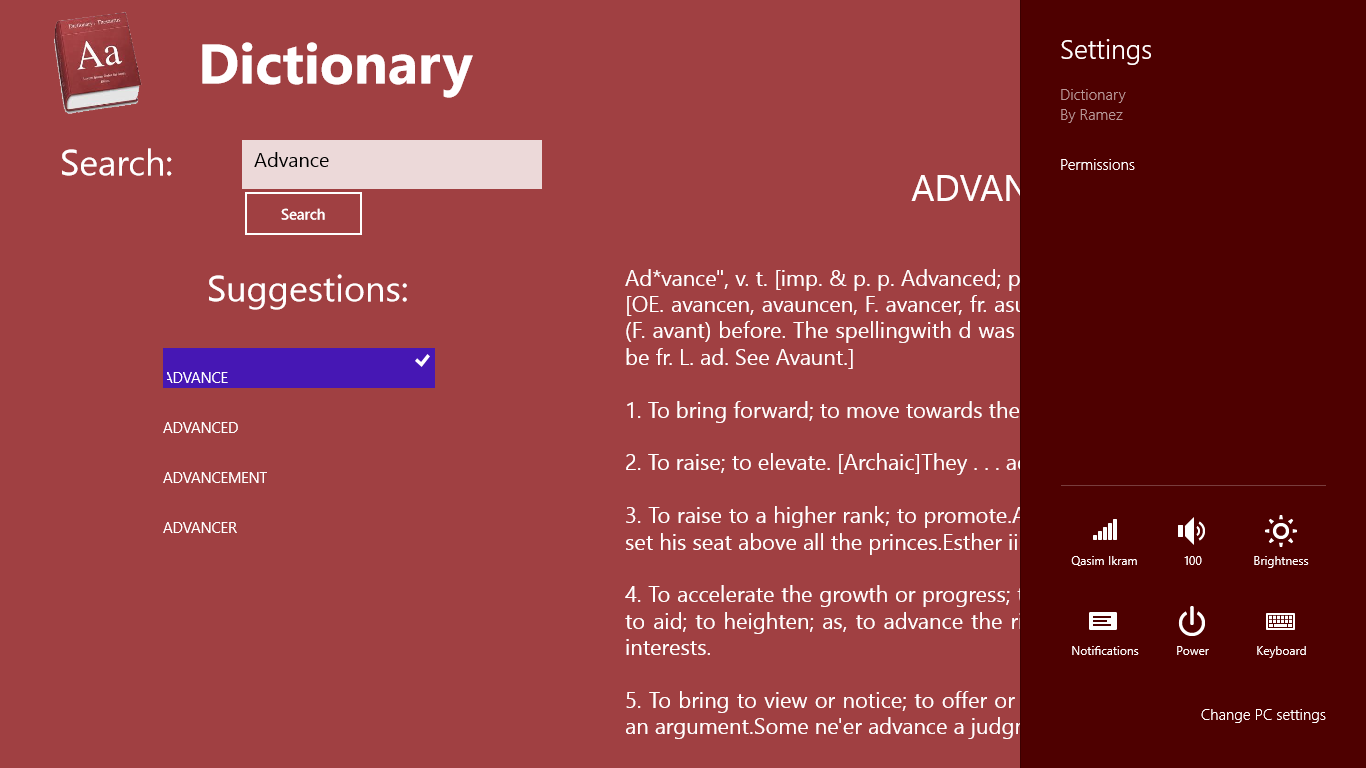 Dictionary; Thesaurus
Aa
Dictionary
Search:
Advance
Search
Suggestions:
ADVANCE
ADVANCED
ADVANCEMENT
ADVANCER
ADVAN
Ad*vance", v. t. [imp. & p. p. Advanced; p
[OE. avancen, avauncen, F. avancer, fr. asu
(F. avant) before. The spellingwith d was
be fr. L. ad. See Avaunt.]
1. To bring forward; to move towards the
2. To raise; to elevate. [Archaic]They . . . ad
3. To raise to a higher rank; to promote.A
set his seat above all the princes.Esther ii
4. To accelerate the growth or progress; t
to aid; to heighten; as, to advance the ri
interests.
5. To bring to view or notice; to offer or
an argument.Some ne'er advance a judgm
Settings
Dictionary
By Ramez
Permissions
Qasim Ikram
100
Brightness
Notifications
Power
Keyboard
Change PC settings